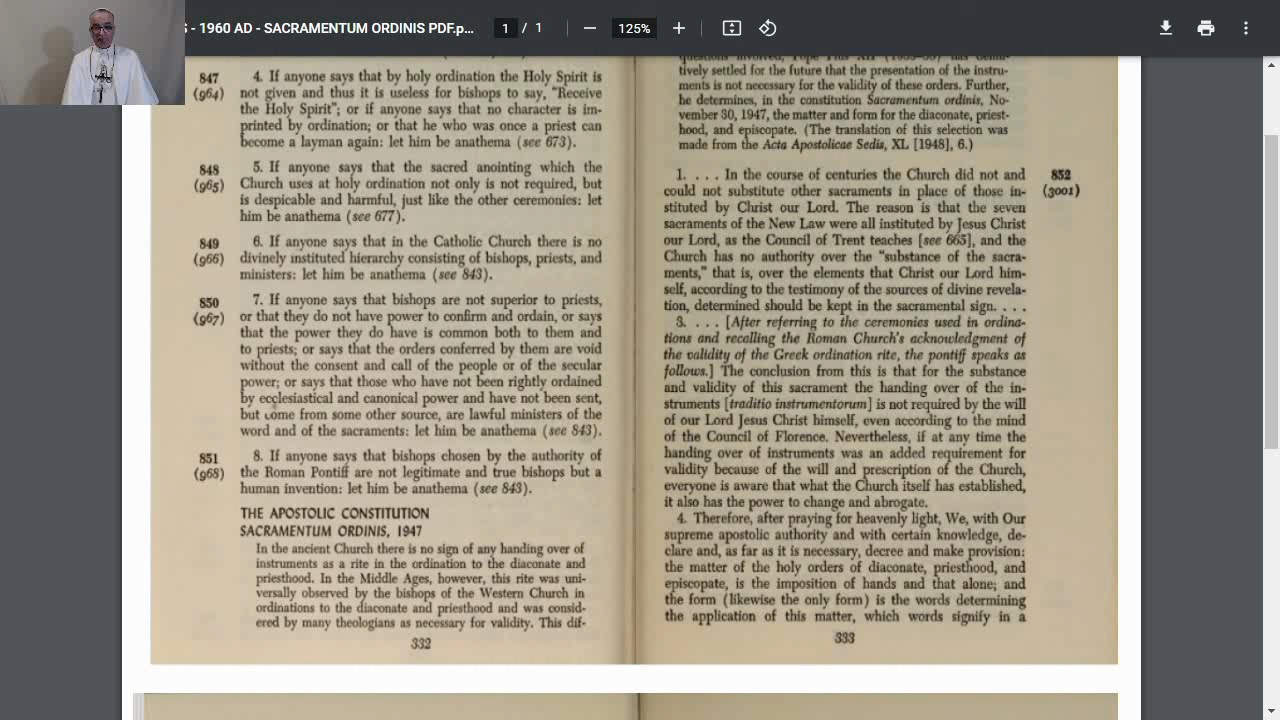 S - 1960 AD - SACRAMENTUM ORDINIS PDF.p...
1 / 1
125%
847
(964)
4. If anyone says that by holy ordination the Holy Spirit is
not given and thus it is useless for bishops to say, "Receive
the Holy Spirit"; or if anyone says that no character is im-
printed by ordination; or that he who was once a priest can
become a layman again: let him be anathema (see 673).
848
(965)
5. If anyone says that the sacred anointing which the
Church uses at holy ordination not only is not required, but
is despicable and harmful, just like the other ceremonies: let
him be anathema (see 677).
849
(966)
6. If anyone says that in the Catholic Church there is no
divinely instituted hierarchy consisting of bishops, priests, and
ministers: let him be anathema (see 843).
850
(967)
7. If anyone says that bishops are not superior to priests,
or that they do not have power to confirm and ordain, or says
that the power they do have is common both to them and
to priests; or says that the orders conferred by them are void
without the consent and call of the people or of the secular
power; or says that those who have not been rightly ordained
by ecclesiastical and canonical power and have not been sent,
but come from some other source, are lawful ministers of the
word and of the sacraments: let him be anathema (see 843).
851
(968)
8. If anyone says that bishops chosen by the authority of
the Roman Pontiff are not legitimate and true bishops but a
human invention: let him be anathema (see 843).
THE APOSTOLIC CONSTITUTION
SACRAMENTUM ORDINIS, 1947
In the ancient Church there is no sign of any handing over of
instruments as a rite in the ordination to the diaconate and
priesthood. In the Middle Ages, however, this rite was uni-
versally observed by the bishops of the Western Church in
ordinations to the diaconate and priesthood and was consid-
ered by many theologians as necessary for validity. This dif-
332
questions involved, Pope Pius XII
tively settled for the future that the presentation of the instru-
ments is not necessary for the validity of these orders. Further,
he determines, in the constitution Sacramentum ordinis, No-
vember 30, 1947, the matter and form for the diaconate, priest-
hood, and episcopate. (The translation of this selection was
made from the Acta Apostolicae Sedis, XL [1948], 6.)
1. . . . In the course of centuries the Church did not and
could not substitute other sacraments in place of those in-
stituted by Christ our Lord. The reason is that the seven
sacraments of the New Law were all instituted by Jesus Christ
our Lord, as the Council of Trent teaches [see 665], and the
Church has no authority over the "substance of the sacra-
ments," that is, over the elements that Christ our Lord him-
self, according to the testimony of the sources of divine revela-
tion, determined should be kept in the sacramental sign. . . .
852
(3001)
3. . . . [After referring to the ceremonies used in ordina-
tions and recalling the Roman Church's acknowledgment of
the validity of the Greek ordination rite, the pontiff speaks as
follows.] The conclusion from this is that for the substance
and validity of this sacrament the handing over of the in-
struments [traditio instrumentorum] is not required by the will
of our Lord Jesus Christ himself, even according to the mind
of the Council of Florence. Nevertheless, if at any time the
handing over of instruments was an added requirement for
validity because of the will and prescription of the Church,
everyone is aware that what the Church itself has established,
it also has the power to change and abrogate.
4. Therefore, after praying for heavenly light, We, with Our
supreme apostolic authority and with certain knowledge, de-
clare and, as far as it is necessary, decree and make provision:
the matter of the holy orders of diaconate, priesthood, and
episcopate, is the imposition of hands and that alone; and
the form (likewise the only form) is the words determining
the application of this matter, which words signify in a
333